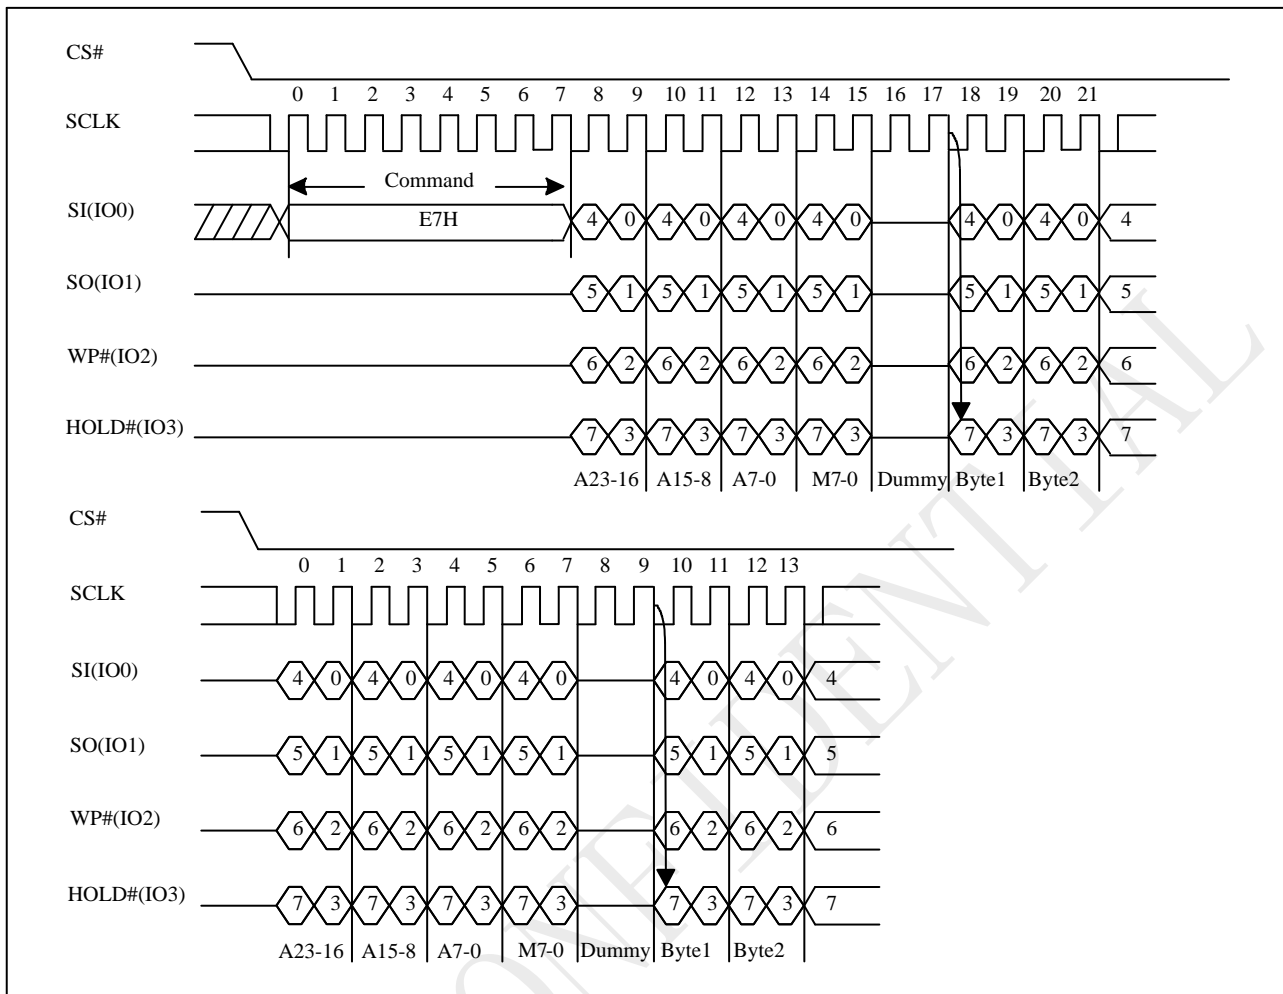 CS#
0 1 2 3 4 5 6 7 8 9 10 11 12 13 14 15 16 17 18 19 20 21
SCLK
Command
SI(IO0) E7H 4 0 4 0 4 0 4 0 4 0 4 0 4
SO(IO1) 5 1 5 1 5 1 5 1 5 1 5 1 5
WP#(IO2) 6 2 6 2 6 2 6 2 6 2 6 2 6
HOLD#(IO3) 7 3 7 3 7 3 7 3 7 3 7 3 7
A23-16 A15-8 A7-0 M7-0 Dummy Byte1 Byte2
CS#
0 1 2 3 4 5 6 7 8 9 10 11 12 13
SCLK
SI(IO0) 4 0 4 0 4 0 4 0 4 0 4 0 4
SO(IO1) 5 1 5 1 5 1 5 1 5 1 5 1 5
WP#(IO2) 6 2 6 2 6 2 6 2 6 2 6 2 6
HOLD#(IO3) 7 3 7 3 7 3 7 3 7 3 7 3 7
A23-16 A15-8 A7-0 M7-0 Dummy Byte1 Byte2
ONFIDENTIAL